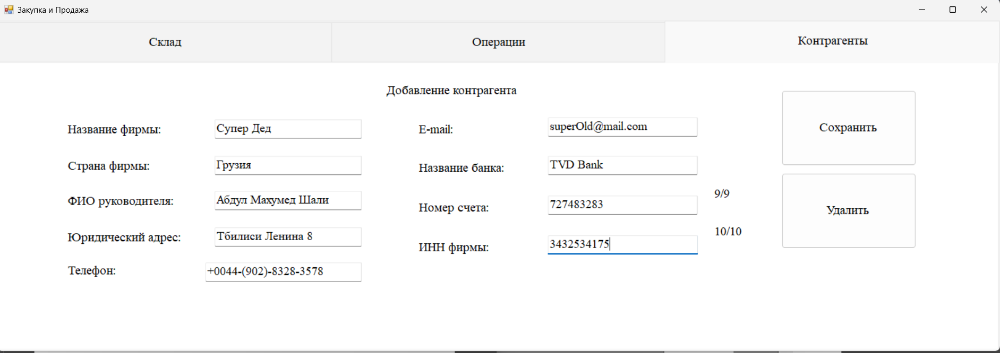 Закупка и Продажа
Склад
Операции
Контрагенты
Добавление контрагента
Название фирмы:
Супер Дед
Страна фирмы:
Грузия
ФИО руководителя:
Абдул Махумед Шали
Юридический адрес:
Тбилиси Ленина 8
Телефон:
+0044-(902)-8328-3578
E-mail:
superOld@mail.com
Название банка:
TVD Bank
Номер счета:
727483283
9/9
ИНН фирмы:
3432534175
10/10
Сохранить
Удалить